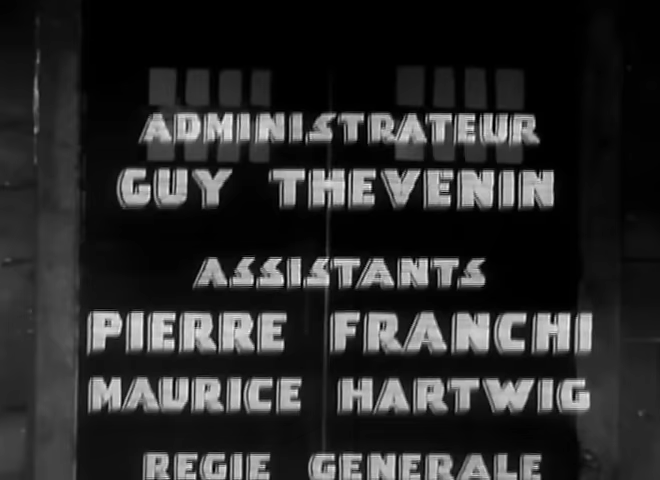 ADMINISTRATEUR
GUY THEVENIN
ASSISTANTS
PIERRE FRANCHI
MAURICE HARTWIG
REGIE GENERALE